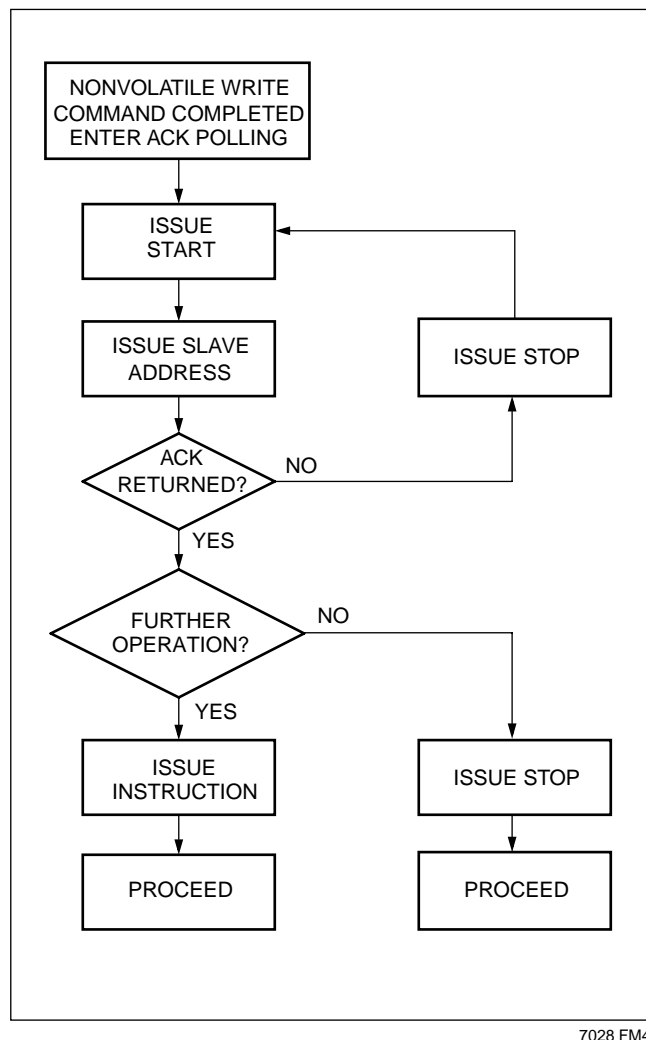 NONVOLATILE WRITE
COMMAND COMPLETED
ENTER ACK POLLING
ISSUE
START
ISSUE SLAVE
ADDRESS
ISSUE STOP
ACK
RETURNED?
NO
YES
FURTHER
OPERATION?
NO
YES
ISSUE
INSTRUCTION
ISSUE STOP
PROCEED
PROCEED